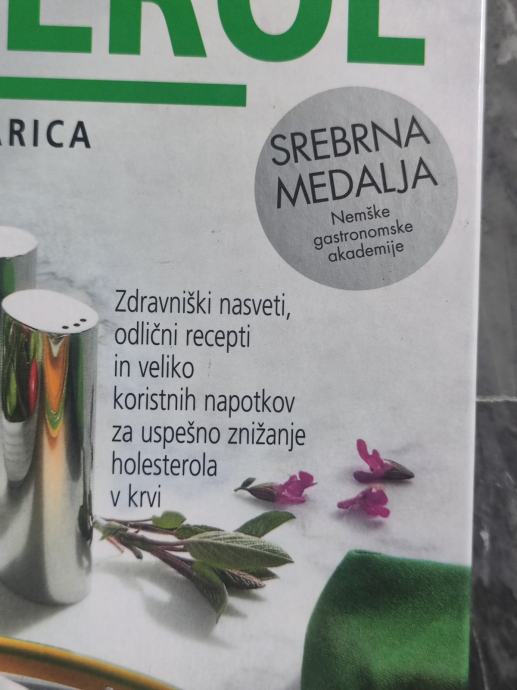 EROL
ARICA
SREBRNA
MEDALJA
Nemške
gastronomske
akademije
Zdravniški nasveti,
odlični recepti
in veliko
koristnih napotkov
za uspešno znižanje
holesterola
v krvi